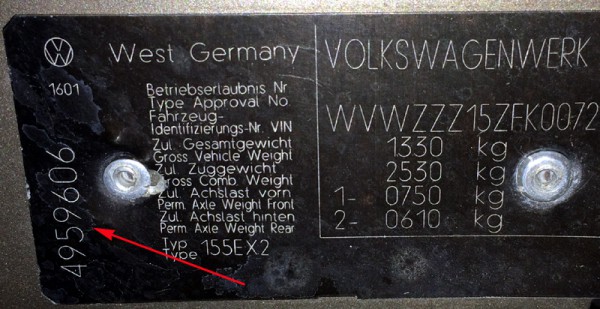 West Germany
1601
Betriebserlaubnis Nr
Type Approval No
Fahrzeug-
Identifizierungs-Nr. VIN
Zul. Gesamtgewicht
Gross Vehicle Weight
Zul. Zuggewicht
Gross Comb. Weight
Zul. Achslast vorn
Perm. Axle Weight Front
Zul. Achslast hinten
Perm. Axle Weight Rear
Typ
Type 155EX2
4959606
VOLKSWAGENWERK
WVWZZZ15ZFK0072
1330 kg
2530 kg
1- 0750 kg
2- 0610 kg